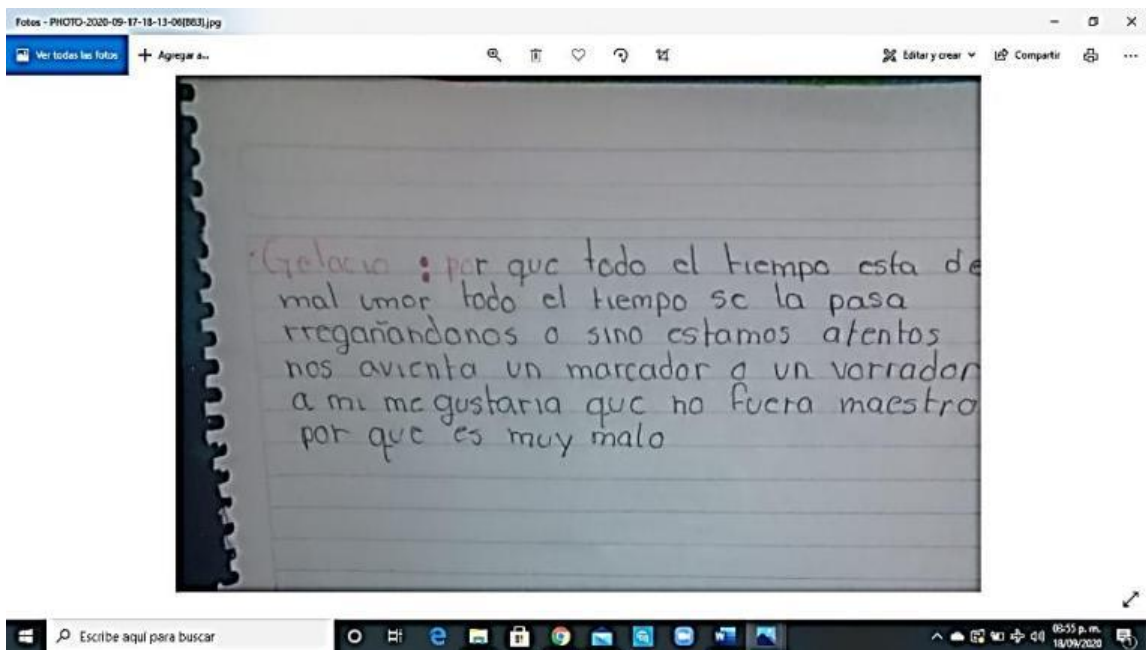 Fotos - PHOTO-2020-09-17-18-13-06(883).jpg
Ver todas las fotos
Agregar a...
Editar y crear
Compartir
Gelacio : por que todo el tiempo esta de
mal umor todo el tiempo se la pasa
rregañandonos o sino estamos atentos
nos avienta un marcador o un vorrador
a mi me gustaria que no fuera maestro
por que es muy malo
Escribe aquí para buscar
03:55 p. m.
18/09/2020